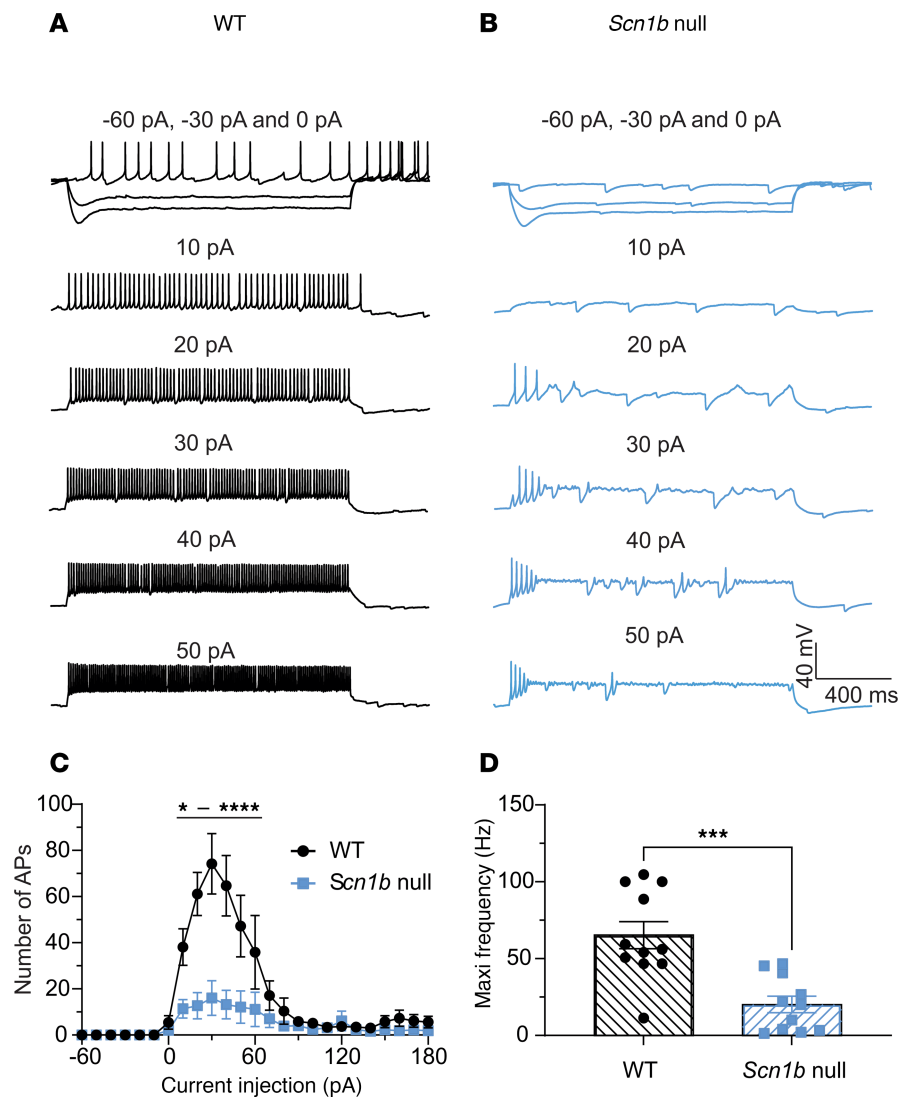 A
WT
-60 pA, -30 pA and 0 pA
10 pA
20 pA
30 pA
40 pA
50 pA
B
Scn1b null
-60 pA, -30 pA and 0 pA
10 pA
20 pA
30 pA
40 pA
50 pA
40 mV
400 ms
C
Number of APs
100
80
60
40
20
0
* – ****
WT
Scn1b null
-60
0
60
120
180
Current injection (pA)
D
Maxi frequency (Hz)
150
100
50
0
***
WT
Scn1b null